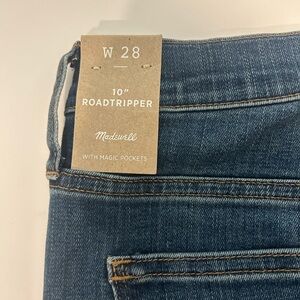 W 28
10"
ROADTRIPPER
Madewell
WITH MAGIC POCKETS